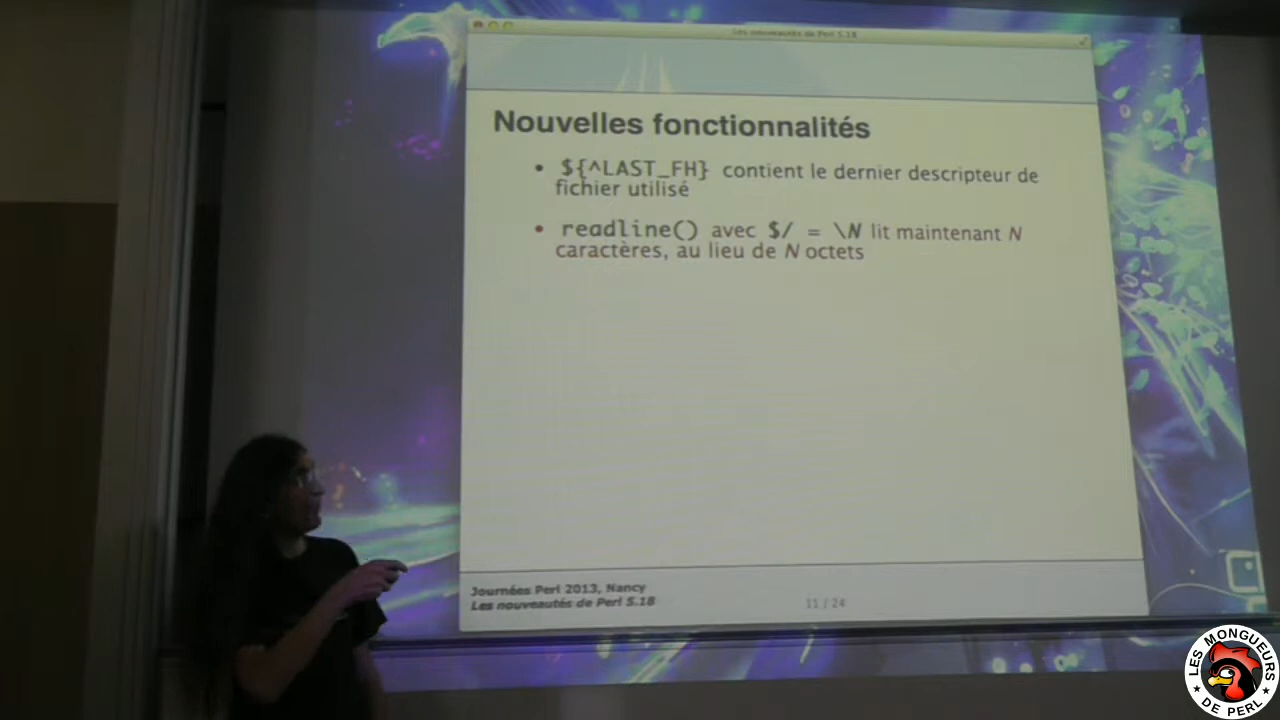 Les nouveautés de Perl 5.18
Nouvelles fonctionnalités
• ${^LAST_FH} contient le dernier descripteur de
fichier utilisé
• readline() avec $/ = \N lit maintenant N
caractères, au lieu de N octets
Journées Perl 2013, Nancy
Les nouveautés de Perl 5.18
11 / 24
LES MONGUEURS
DE PERL